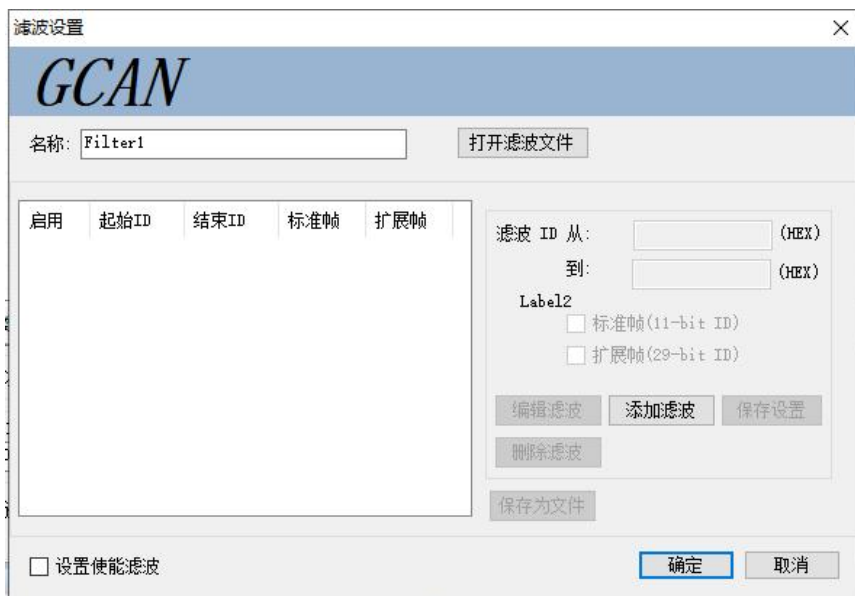 滤波设置
GCAN
名称: Filter1 打开滤波文件
启用 起始ID 结束ID 标准帧 扩展帧
滤波 ID 从: (HEX)
到: (HEX)
Label2
标准帧(11-bit ID)
扩展帧(29-bit ID)
编辑滤波 添加滤波 保存设置
删除滤波
保存为文件
设置使能滤波 确定 取消